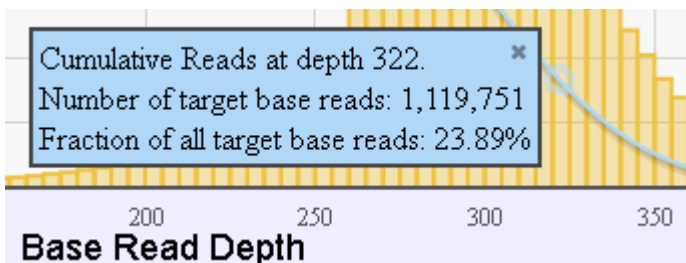 Cumulative Reads at depth 322. ×
Number of target base reads: 1,119,751
Fraction of all target base reads: 23.89%
200 250 300 350
Base Read Depth